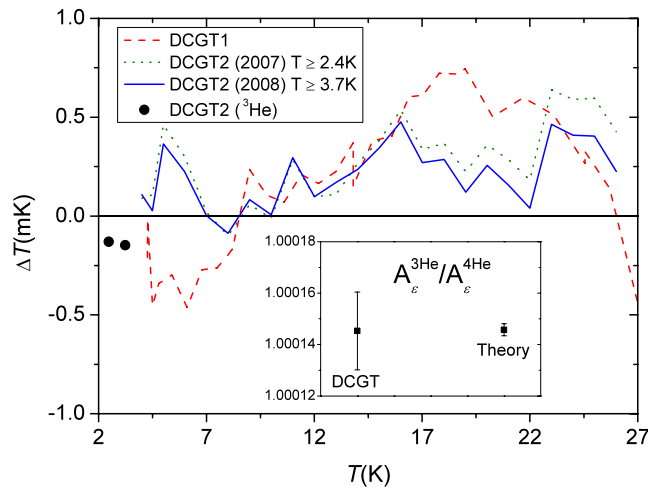 DCGT1
DCGT2 (2007) T ≥ 2.4K
DCGT2 (2008) T ≥ 3.7K
DCGT2 (³He)
1.0
0.5
0.0
-0.5
-1.0
ΔT(mK)
2 7 12 17 22 27
T(K)
1.00018
1.00016
1.00014
1.00012
A_ε^3He/A_ε^4He
DCGT
Theory